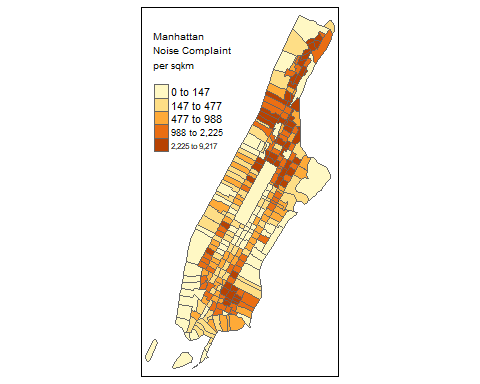 Manhattan
Noise Complaint
per sqkm
0 to 147
147 to 477
477 to 988
988 to 2,225
2,225 to 9,217